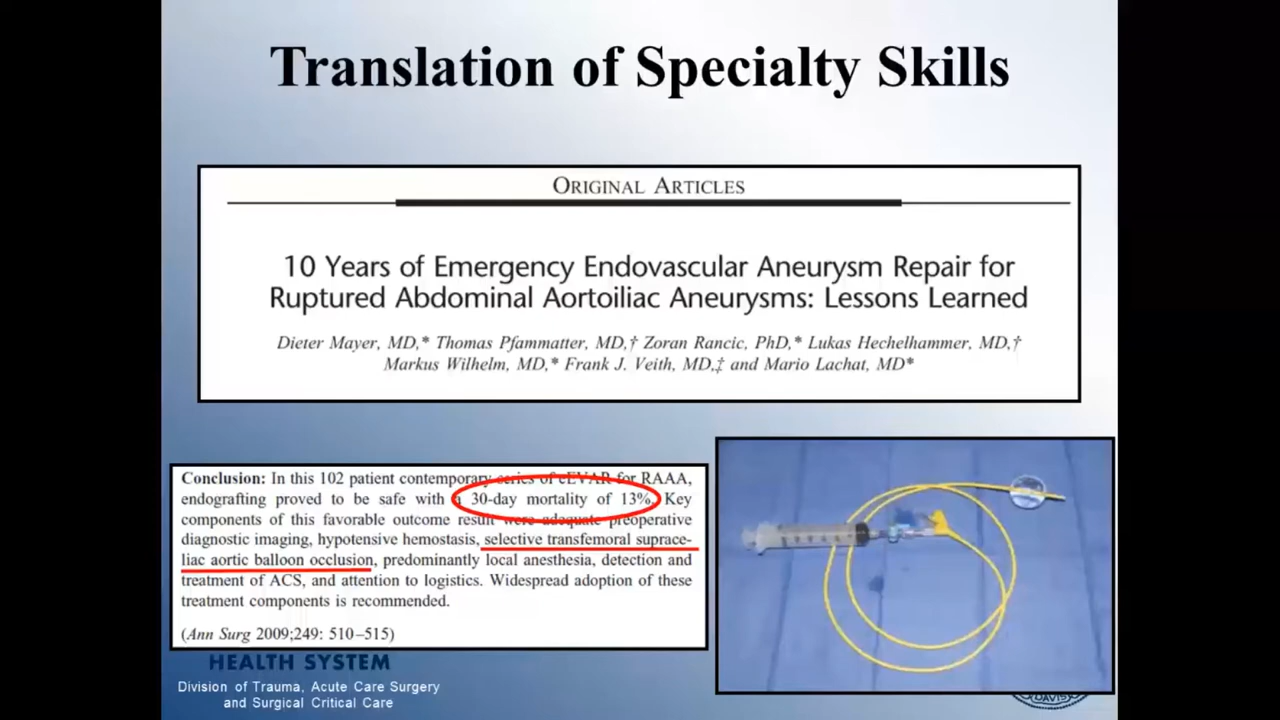 Translation of Specialty Skills
ORIGINAL ARTICLES
10 Years of Emergency Endovascular Aneurysm Repair for
Ruptured Abdominal Aortoiliac Aneurysms: Lessons Learned
Dieter Mayer, MD,* Thomas Pfammatter, MD,† Zoran Rancic, PhD,* Lukas Hechelhammer, MD,†
Markus Wilhelm, MD,* Frank J. Veith, MD,‡ and Mario Lachat, MD*
Conclusion: In this 102 patient contemporary series of eEVAR for RAAA,
endografting proved to be safe with a 30-day mortality of 13%. Key
components of this favorable outcome result were adequate preoperative
diagnostic imaging, hypotensive hemostasis, selective transfemoral suprace-
liac aortic balloon occlusion, predominantly local anesthesia, detection and
treatment of ACS, and attention to logistics. Widespread adoption of these
treatment components is recommended.
(Ann Surg 2009;249: 510–515)
HEALTH SYSTEM
Division of Trauma, Acute Care Surgery
and Surgical Critical Care
DAVIS